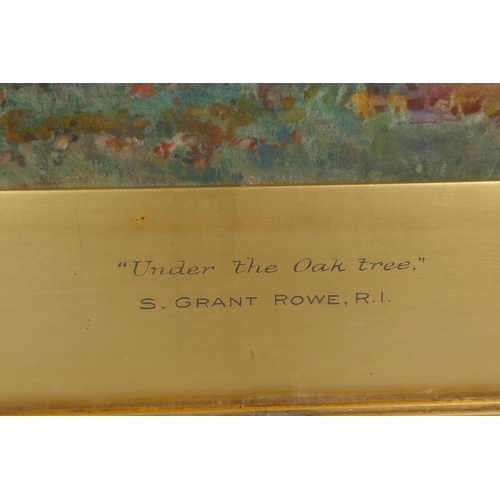 “Under the Oak tree.”
S. GRANT ROWE, R.I.